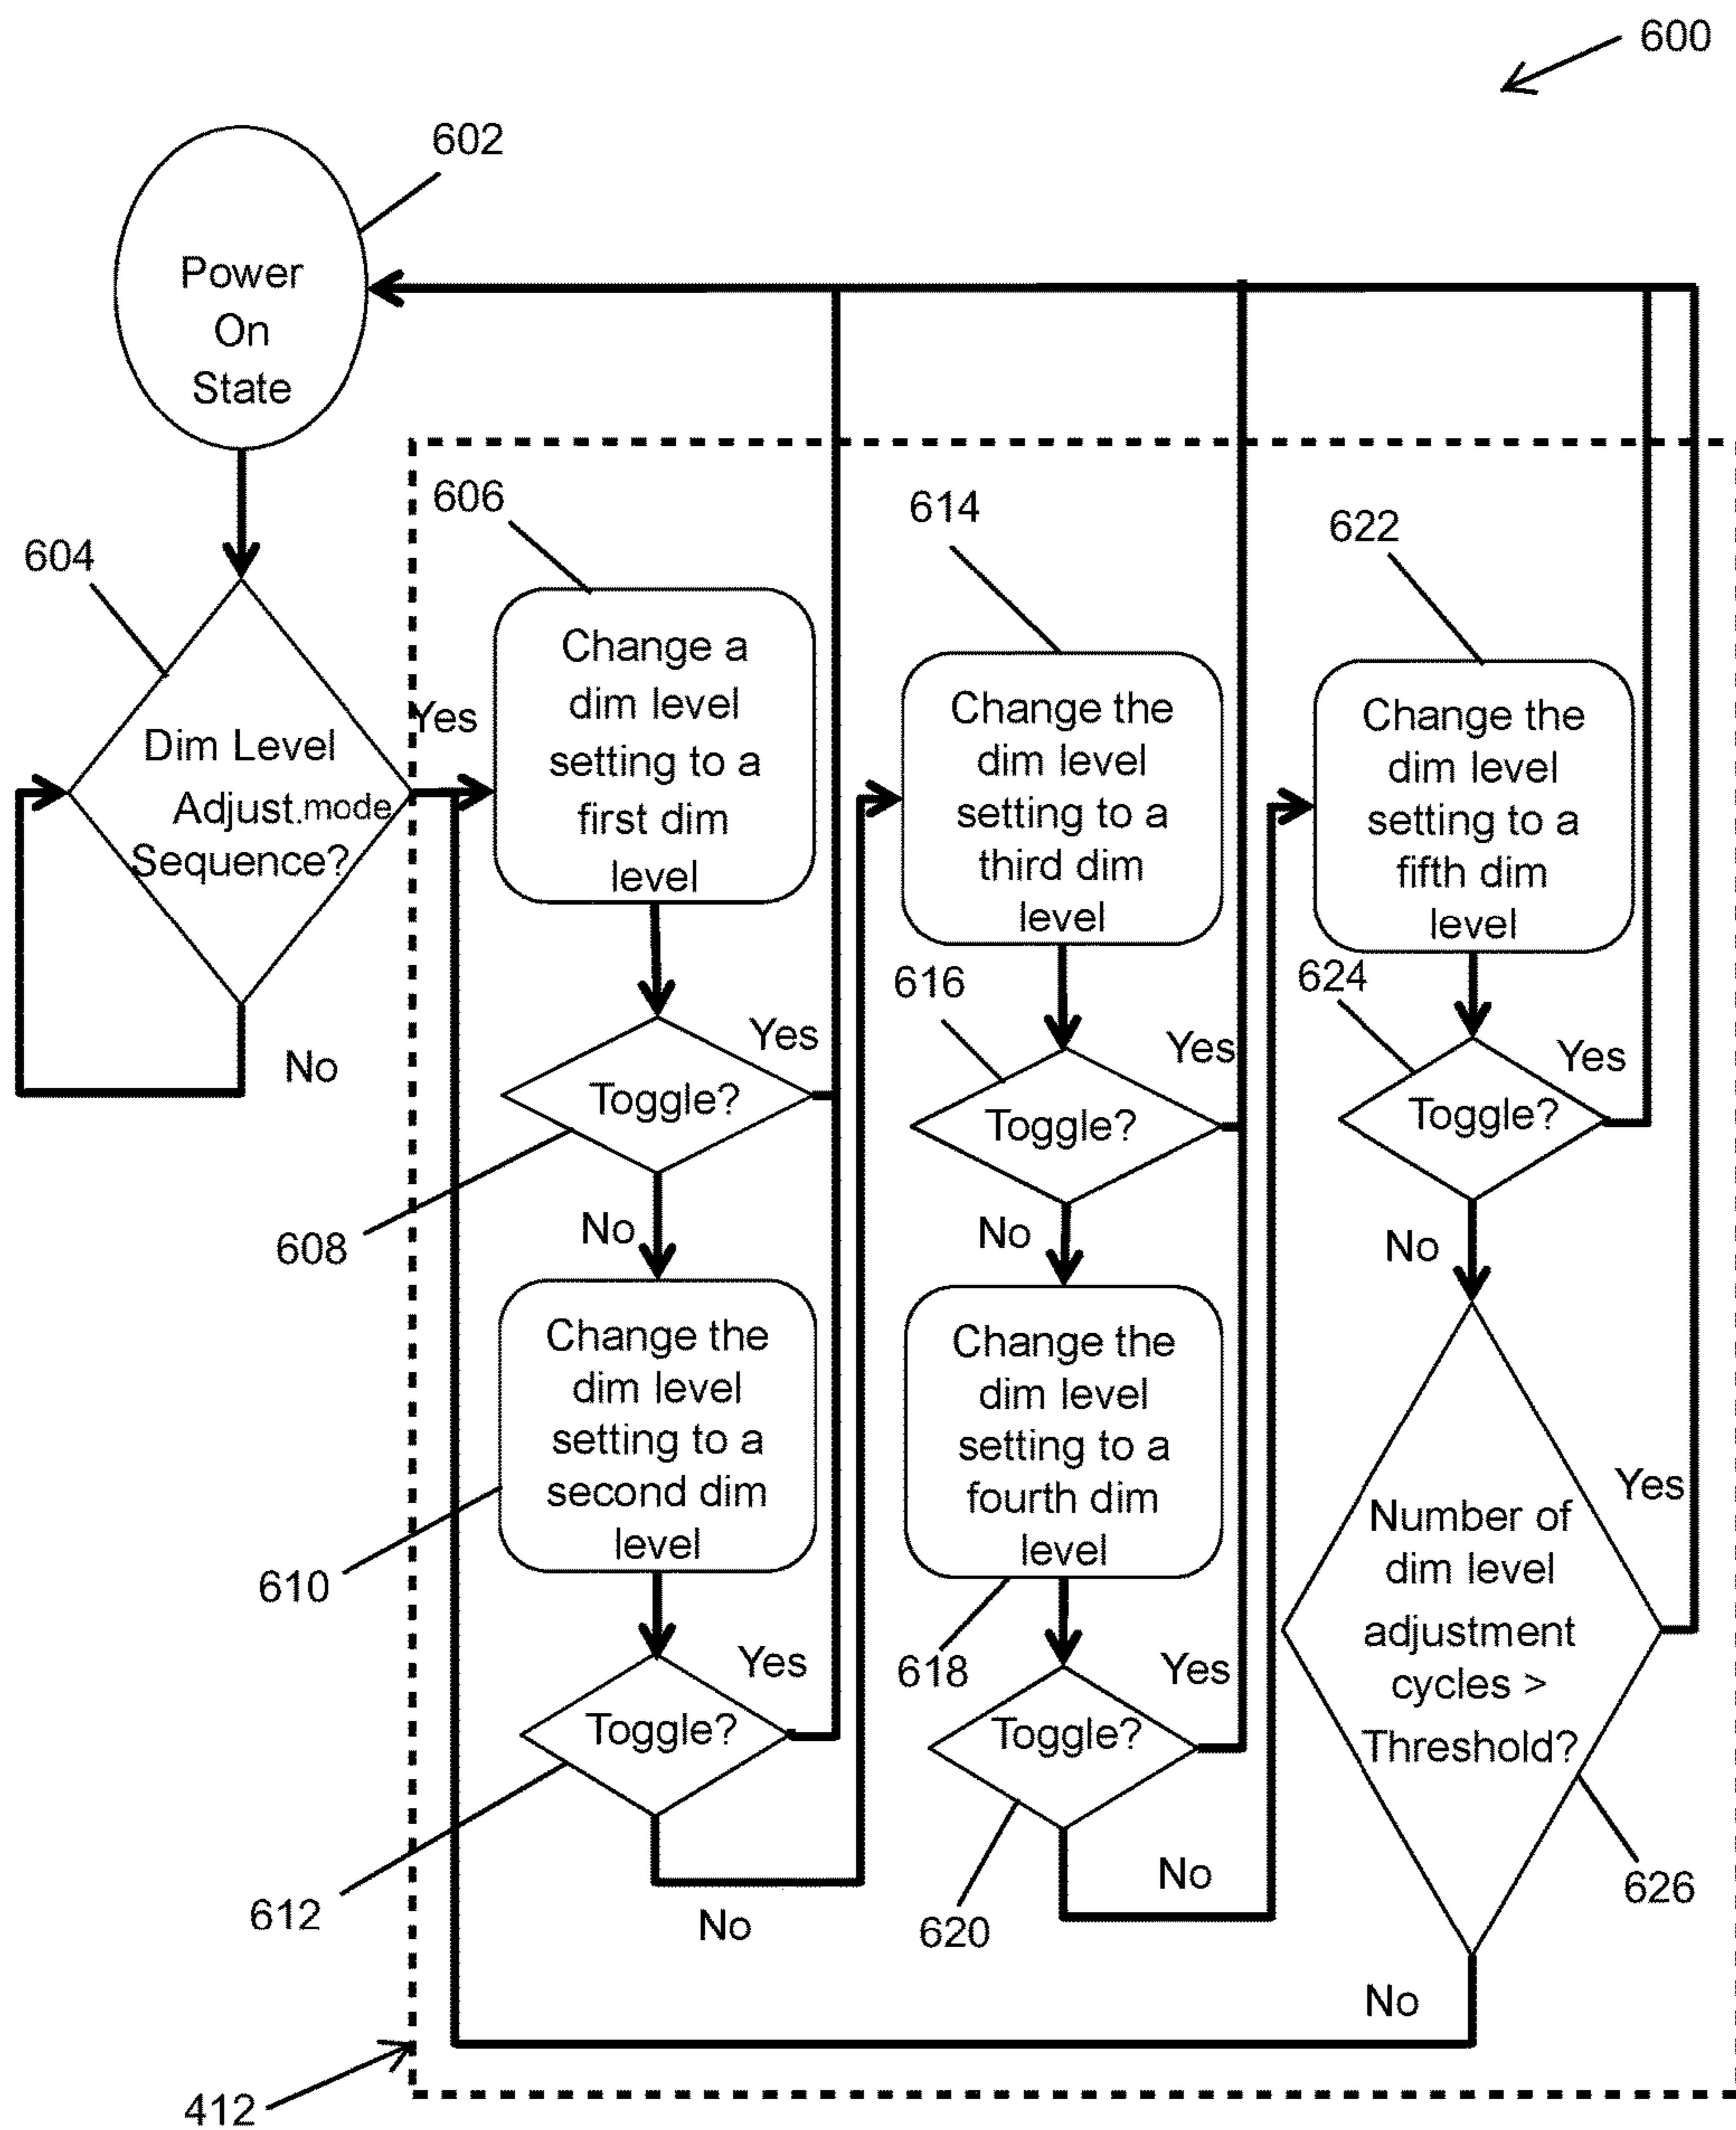 600
602
Power
On
State
604
Dim Level
Adjust.mode
Sequence?
Yes
No
606
Change a
dim level
setting to a
first dim
level
608
Toggle?
Yes
No
610
Change the
dim level
setting to a
second dim
level
612
Toggle?
Yes
No
614
Change the
dim level
setting to a
third dim
level
616
Toggle?
Yes
No
618
Change the
dim level
setting to a
fourth dim
level
620
Toggle?
Yes
No
622
Change the
dim level
setting to a
fifth dim
level
624
Toggle?
Yes
No
Number of
dim level
adjustment
cycles >
Threshold?
Yes
626
No
412